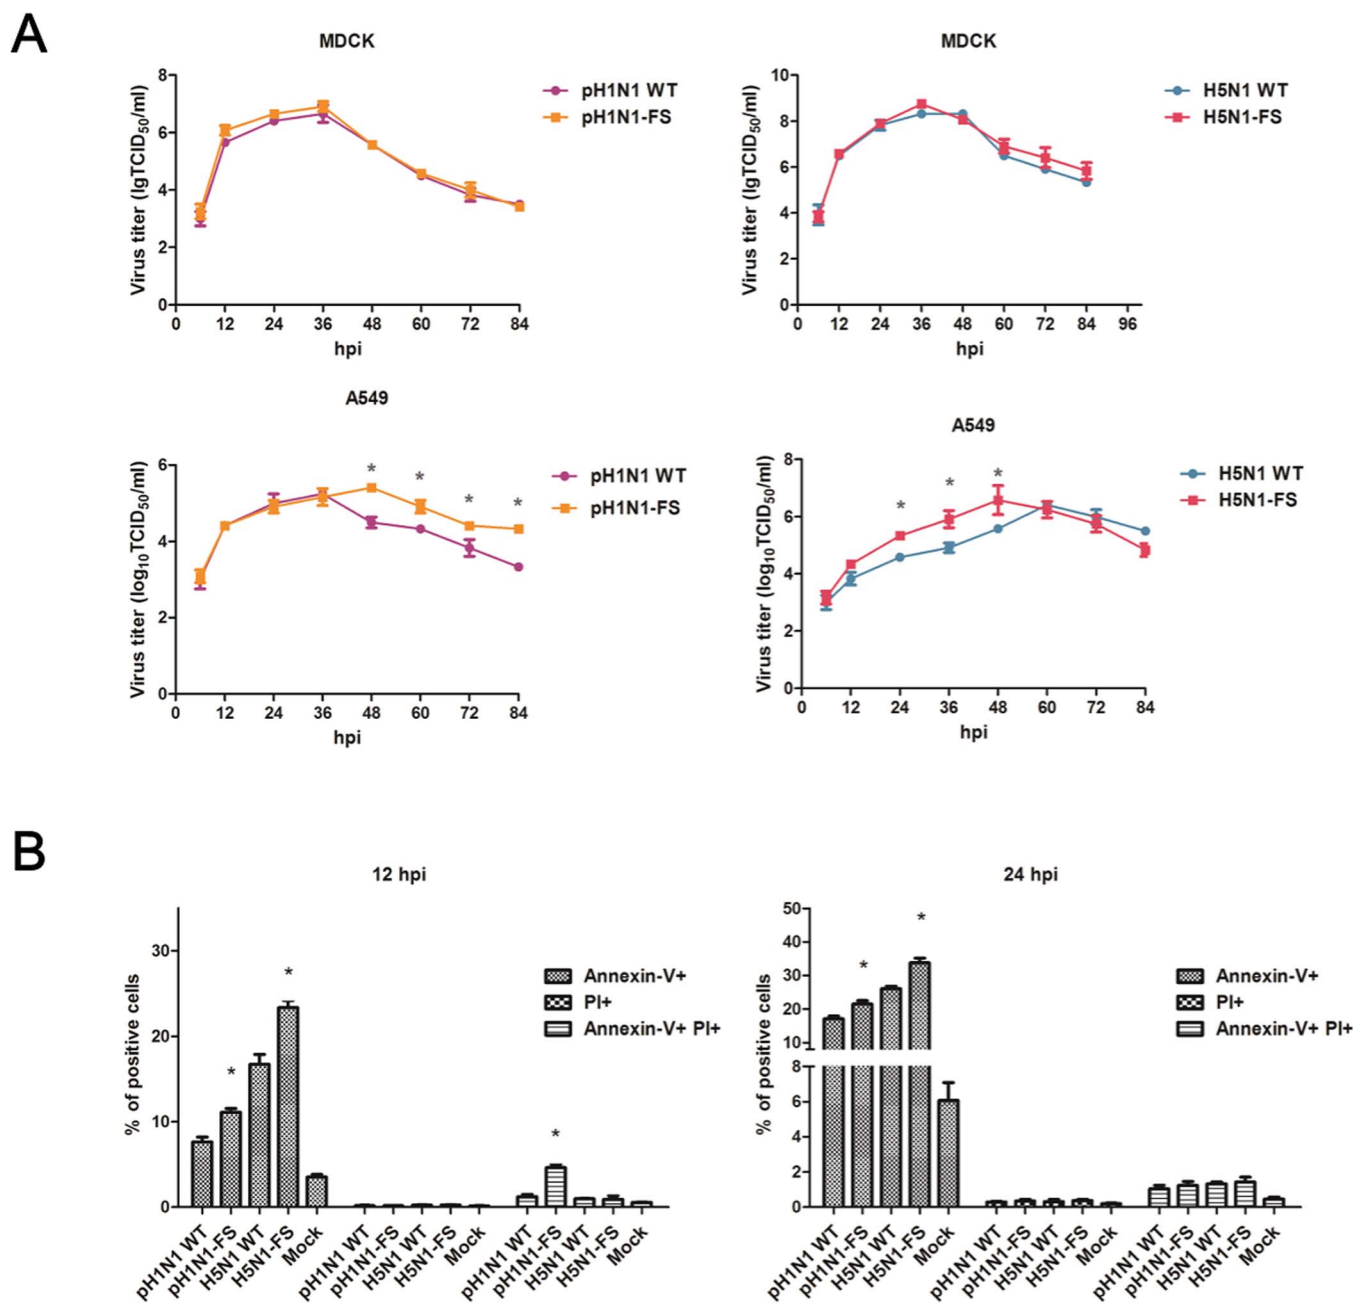 A
MDCK
Virus titer (lgTCID50/ml)
8
6
4
2
0
0 12 24 36 48 60 72 84
hpi
pH1N1 WT
pH1N1-FS
MDCK
Virus titer (lgTCID50/ml)
10
8
6
4
2
0
0 12 24 36 48 60 72 84 96
hpi
H5N1 WT
H5N1-FS
A549
Virus titer (log10TCID50/ml)
6
4
2
0
* * * *
0 12 24 36 48 60 72 84
hpi
pH1N1 WT
pH1N1-FS
A549
Virus titer (log10TCID50/ml)
8
6
4
2
0
* * *
0 12 24 36 48 60 72 84
hpi
H5N1 WT
H5N1-FS
B
12 hpi
% of positive cells
30
20
10
0
* * *
pH1N1 WT
pH1N1-FS
H5N1 WT
H5N1-FS
Mock
pH1N1 WT
pH1N1-FS
H5N1 WT
H5N1-FS
Mock
pH1N1 WT
pH1N1-FS
H5N1 WT
H5N1-FS
Mock
Annexin-V+
PI+
Annexin-V+ PI+
24 hpi
% of positive cells
50
40
30
20
10
8
6
4
2
0
* *
pH1N1 WT
pH1N1-FS
H5N1 WT
H5N1-FS
Mock
pH1N1 WT
pH1N1-FS
H5N1 WT
H5N1-FS
Mock
pH1N1 WT
pH1N1-FS
H5N1 WT
H5N1-FS
Mock
Annexin-V+
PI+
Annexin-V+ PI+